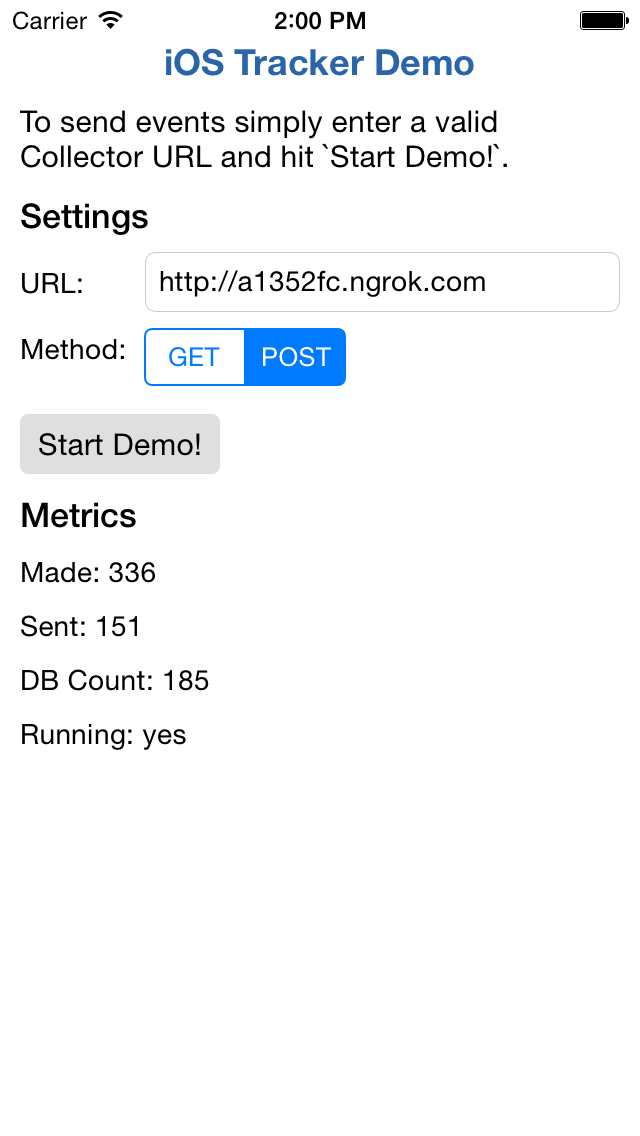 Carrier 2:00 PM
iOS Tracker Demo
To send events simply enter a valid
Collector URL and hit `Start Demo!`.
Settings
URL: http://a1352fc.ngrok.com
Method: GET POST
Start Demo!
Metrics
Made: 336
Sent: 151
DB Count: 185
Running: yes